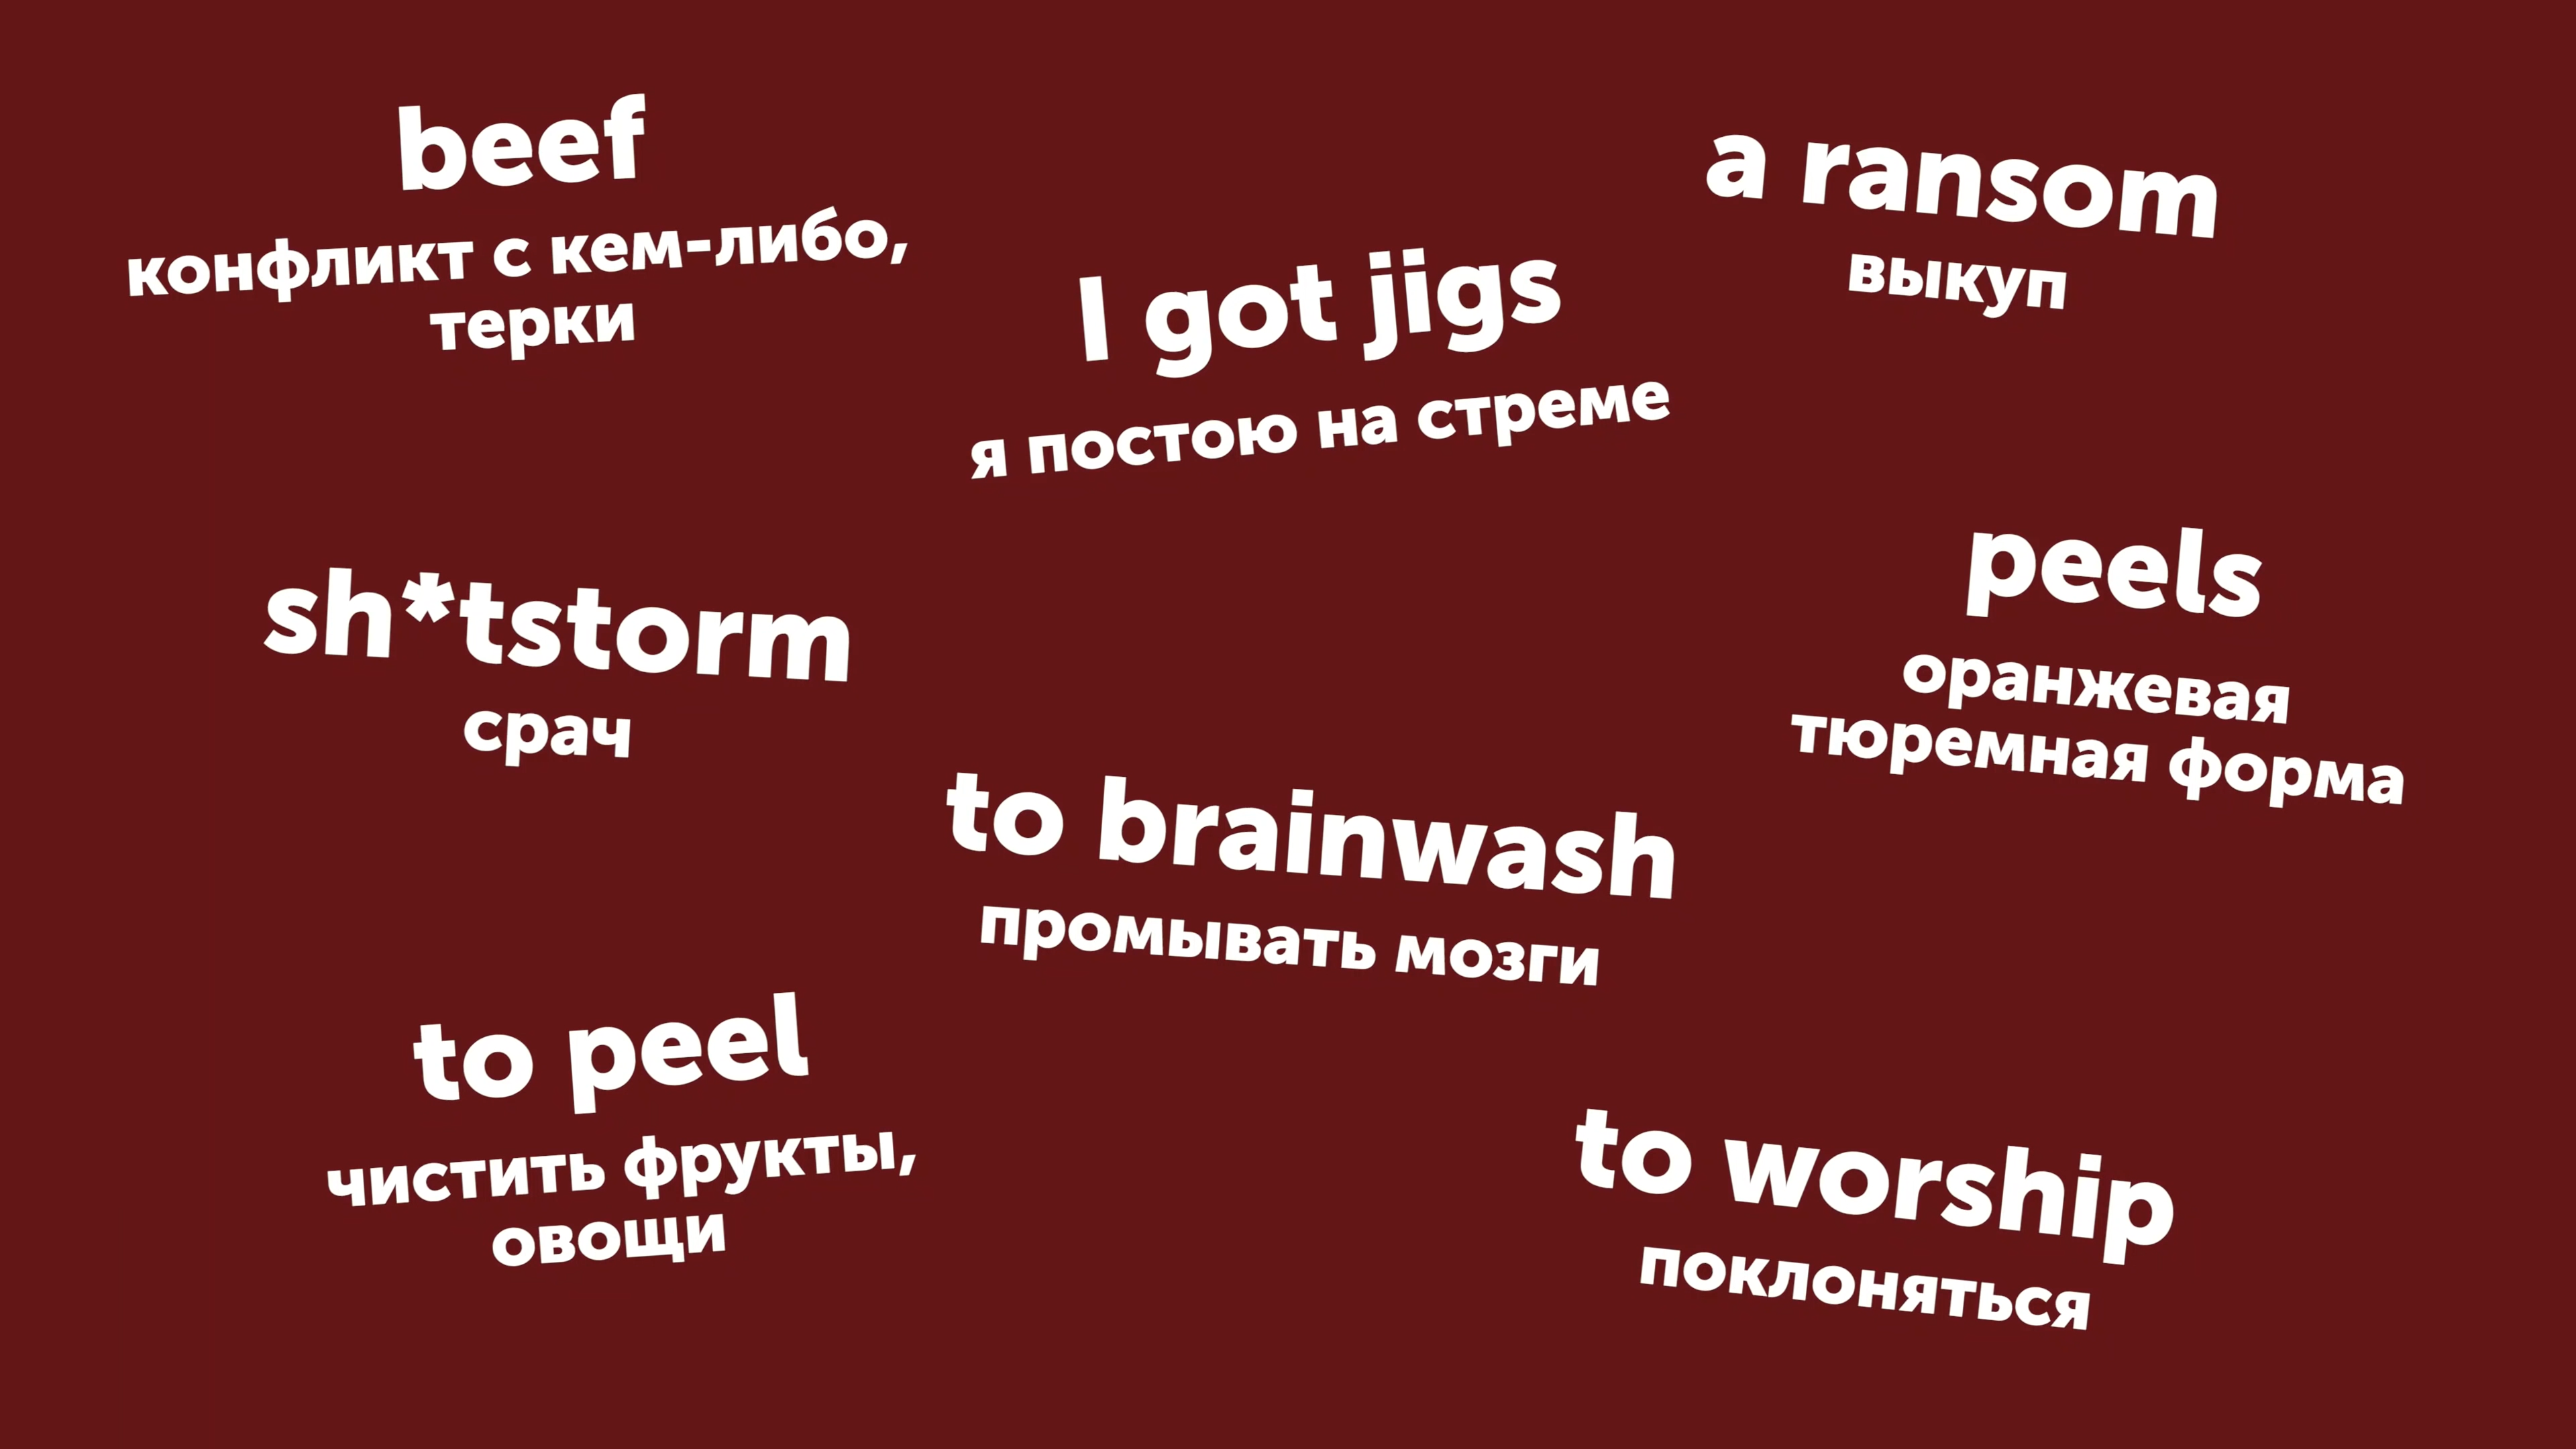 beef
конфликт с кем-либо,
терки
I got jigs
я постою на стреме
a ransom
выкуп
sh*tstorm
срач
peels
оранжевая
тюремная форма
to brainwash
промывать мозги
to peel
чистить фрукты,
овощи
to worship
поклоняться